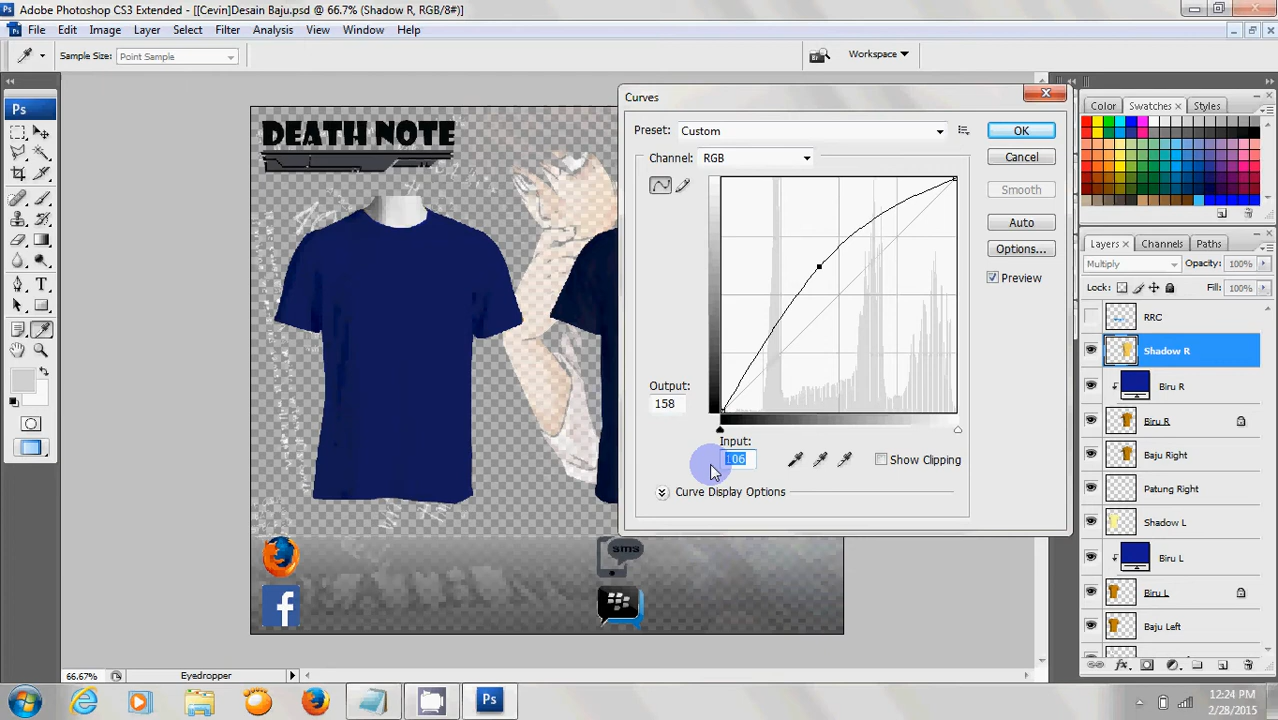 Adobe Photoshop CS3 Extended - [[Cevin]Desain Baju.psd @ 66.7% (Shadow R, RGB/8#)]
File Edit Image Layer Select Filter Analysis View Window Help
Sample Size: Point Sample
Workspace
Ps
DEATH NOTE
sms
Curves
Preset: Custom
OK
Channel: RGB
Cancel
Smooth
Auto
Options...
Preview
Output:
158
Input:
106
Show Clipping
Curve Display Options
Color Swatches Styles
Layers Channels Paths
Multiply
Opacity: 100%
Lock:
Fill: 100%
RRC
Shadow R
Biru R
Biru R
Baju Right
Patung Right
Shadow L
Biru L
Biru L
Baju Left
66.67%
Eyedropper
Ps
12:24 PM
2/28/2015